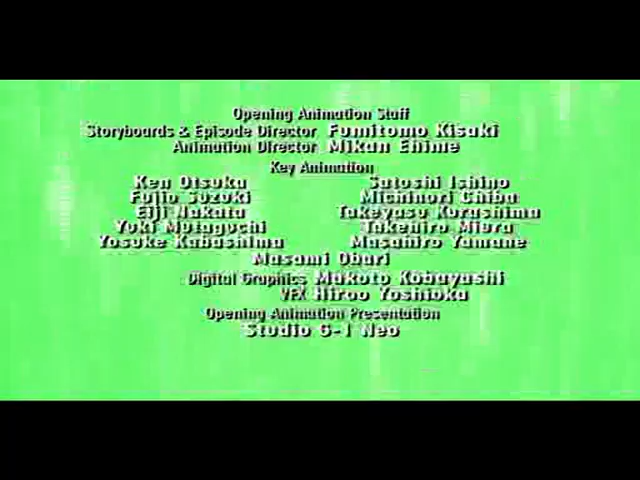 Opening Animation Staff
Storyboards & Episode Director Fumitomo Kisaki
Animation Director Mikan Ehime
Key Animation
Ken Otsuka Satoshi Ishino
Fujio Suzuki Michinori Chiba
Eiji Nakata Takeyasu Kurashima
Yuki Mutaguchi Takehiro Miura
Yosuke Kabashima Masahiro Yamane
Masami Obari
Digital Graphics Makoto Kobayashi
VFX Hiroo Yoshioka
Opening Animation Presentation
Studio G-1 Neo